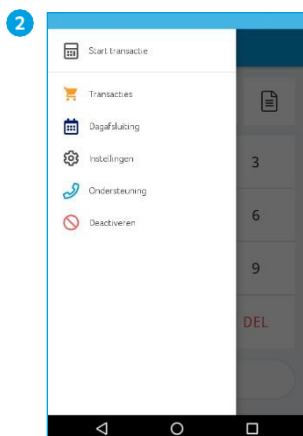 2
Start transactie
Transacties
Dagafsluiting
Instellingen
3
Ondersteuning
6
Deactiveren
9
DEL